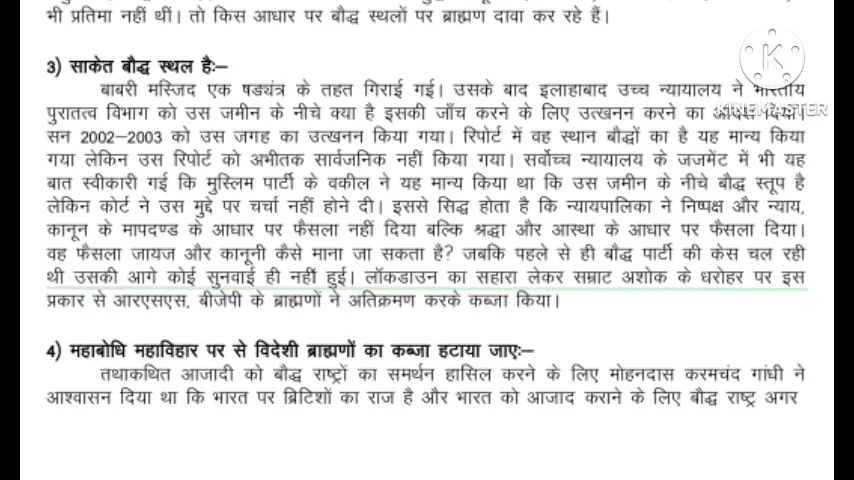 भी प्रतिमा नहीं थीं। तो किस आधार पर बौद्ध स्थलों पर ब्राह्मण दावा कर रहे हैं।
3) साकेत बौद्ध स्थल हैः–
बाबरी मस्जिद एक षड्यंत्र के तहत गिराई गई। उसके बाद इलाहाबाद उच्च न्यायालय ने भारतीय
पुरातत्व विभाग को उस जमीन के नीचे क्या है इसकी जाँच करने के लिए उत्खनन करने का आदेश दिया।
सन 2002–2003 को उस जगह का उत्खनन किया गया। रिपोर्ट में वह स्थान बौद्धों का है यह मान्य किया
गया लेकिन उस रिपोर्ट को अभीतक सार्वजनिक नहीं किया गया। सर्वोच्च न्यायालय के जजमेंट में भी यह
बात स्वीकारी गई कि मुस्लिम पार्टी के वकील ने यह मान्य किया था कि उस जमीन के नीचे बौद्ध स्तूप है
लेकिन कोर्ट ने उस मुद्दे पर चर्चा नहीं होने दी। इससे सिद्ध होता है कि न्यायपालिका ने निष्पक्ष और न्याय,
कानून के मापदण्ड के आधार पर फैसला नहीं दिया बल्कि श्रद्धा और आस्था के आधार पर फैसला दिया।
वह फैसला जायज और कानूनी कैसे माना जा सकता है? जबकि पहले से ही बौद्ध पार्टी की केस चल रही
थी उसकी आगे कोई सुनवाई ही नहीं हुई। लॉकडाउन का सहारा लेकर सम्राट अशोक के धरोहर पर इस
प्रकार से आरएसएस, बीजेपी के ब्राह्मणों ने अतिक्रमण करके कब्जा किया।
4) महाबोधि महाविहार पर से विदेशी ब्राह्मणों का कब्जा हटाया जाएः–
तथाकथित आजादी को बौद्ध राष्ट्रों का समर्थन हासिल करने के लिए मोहनदास करमचंद गांधी ने
आश्वासन दिया था कि भारत पर ब्रिटिशों का राज है और भारत को आजाद कराने के लिए बौद्ध राष्ट्र अगर
K
KINEMASTER